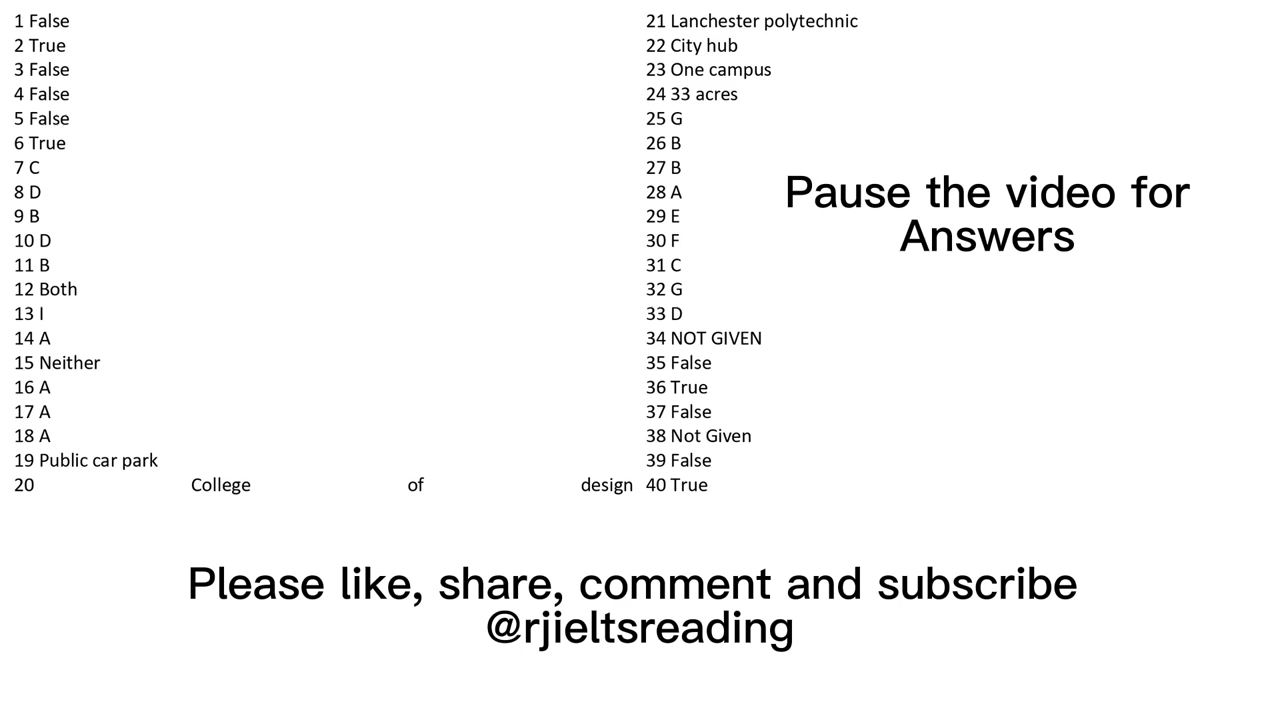 1 False
2 True
3 False
4 False
5 False
6 True
7 C
8 D
9 B
10 D
11 B
12 Both
13 I
14 A
15 Neither
16 A
17 A
18 A
19 Public car park
20 College of design
21 Lanchester polytechnic
22 City hub
23 One campus
24 33 acres
25 G
26 B
27 B
28 A
29 E
30 F
31 C
32 G
33 D
34 NOT GIVEN
35 False
36 True
37 False
38 Not Given
39 False
40 True
Pause the video for
Answers
Please like, share, comment and subscribe
@rjieltsreading